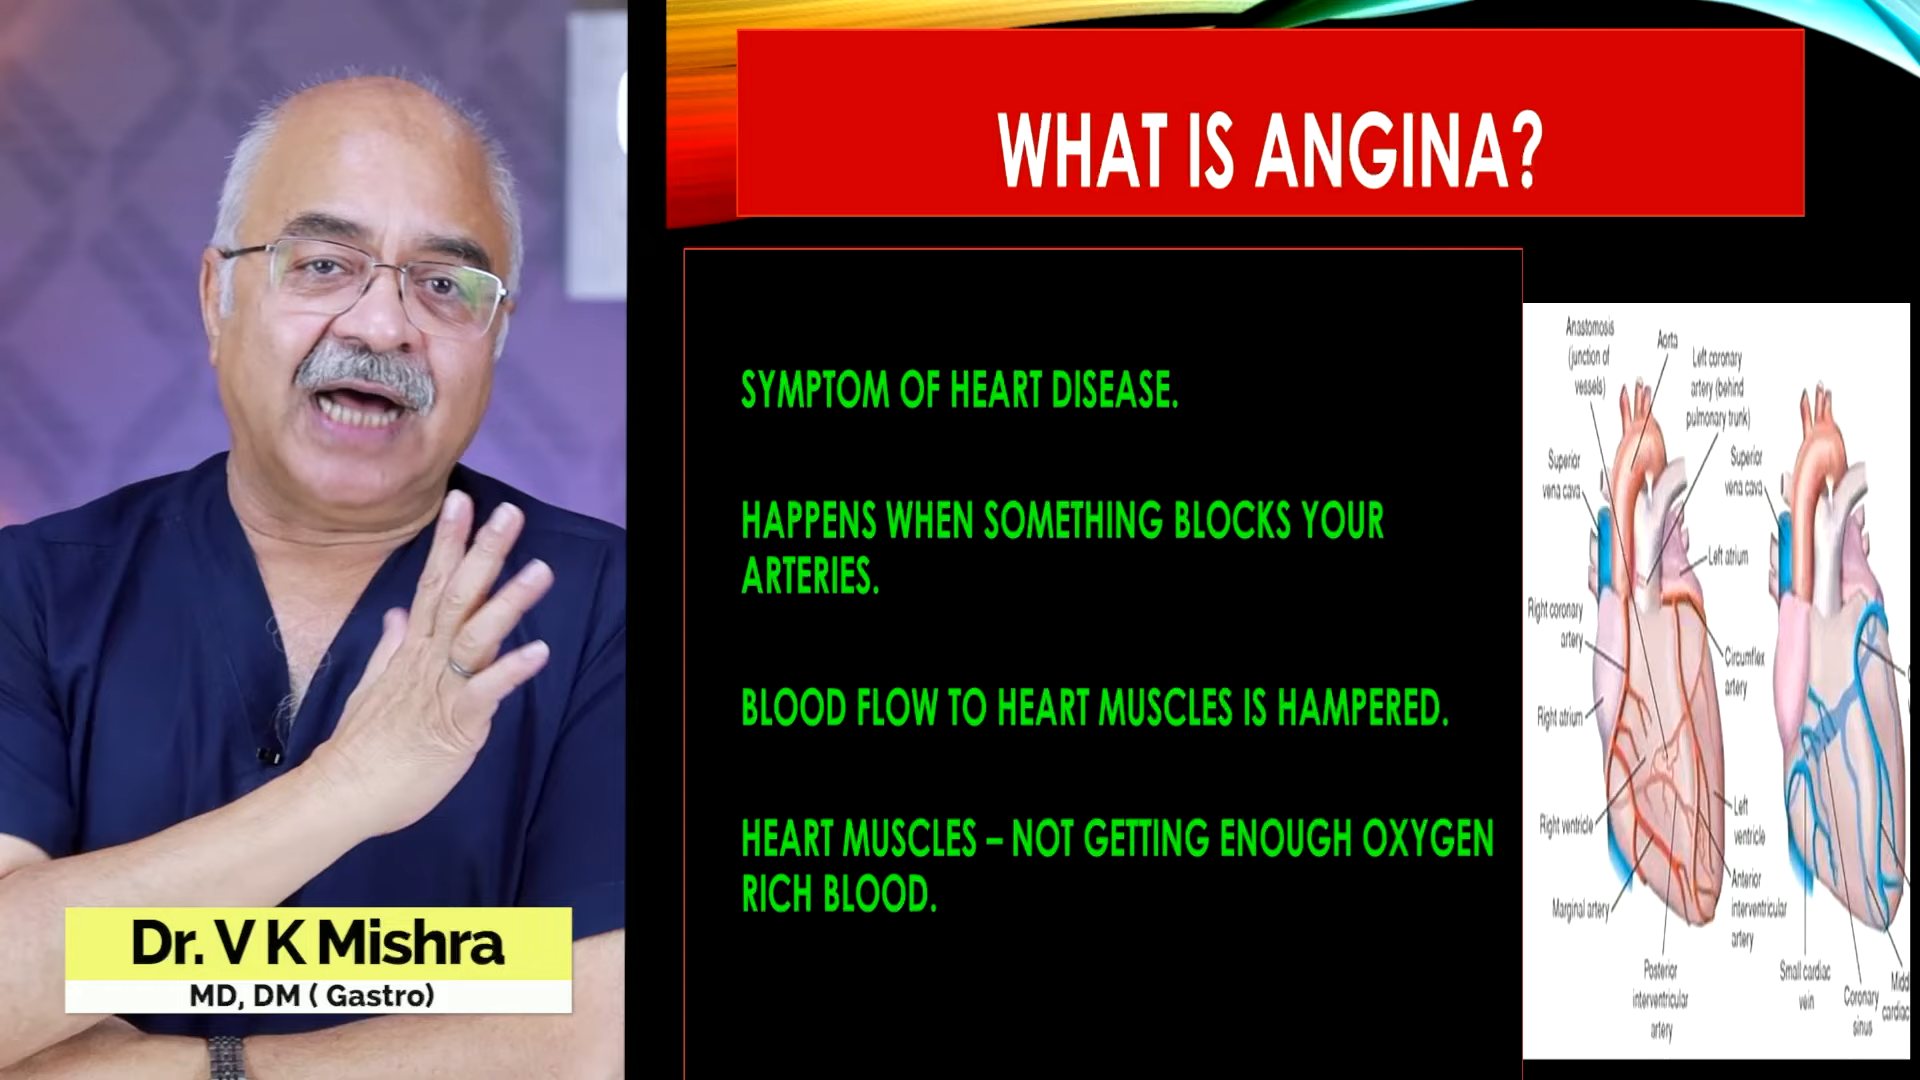 WHAT IS ANGINA?
SYMPTOM OF HEART DISEASE.
HAPPENS WHEN SOMETHING BLOCKS YOUR
ARTERIES.
BLOOD FLOW TO HEART MUSCLES IS HAMPERED.
HEART MUSCLES – NOT GETTING ENOUGH OXYGEN
RICH BLOOD.
Anastomosis
(junction of
vessels)
Aorta
Left coronary
artery (behind
pulmonary trunk)
Superior
vena cava
Superior
vena cava
Left atrium
Right coronary
artery
Circumflex
artery
Right atrium
Left
ventricle
Right ventricle
Anterior
interventricular
artery
Marginal artery
Posterior
interventricular
artery
Small cardiac
vein
Coronary
sinus
Midd
cardiac
Dr. V K Mishra
MD, DM ( Gastro)